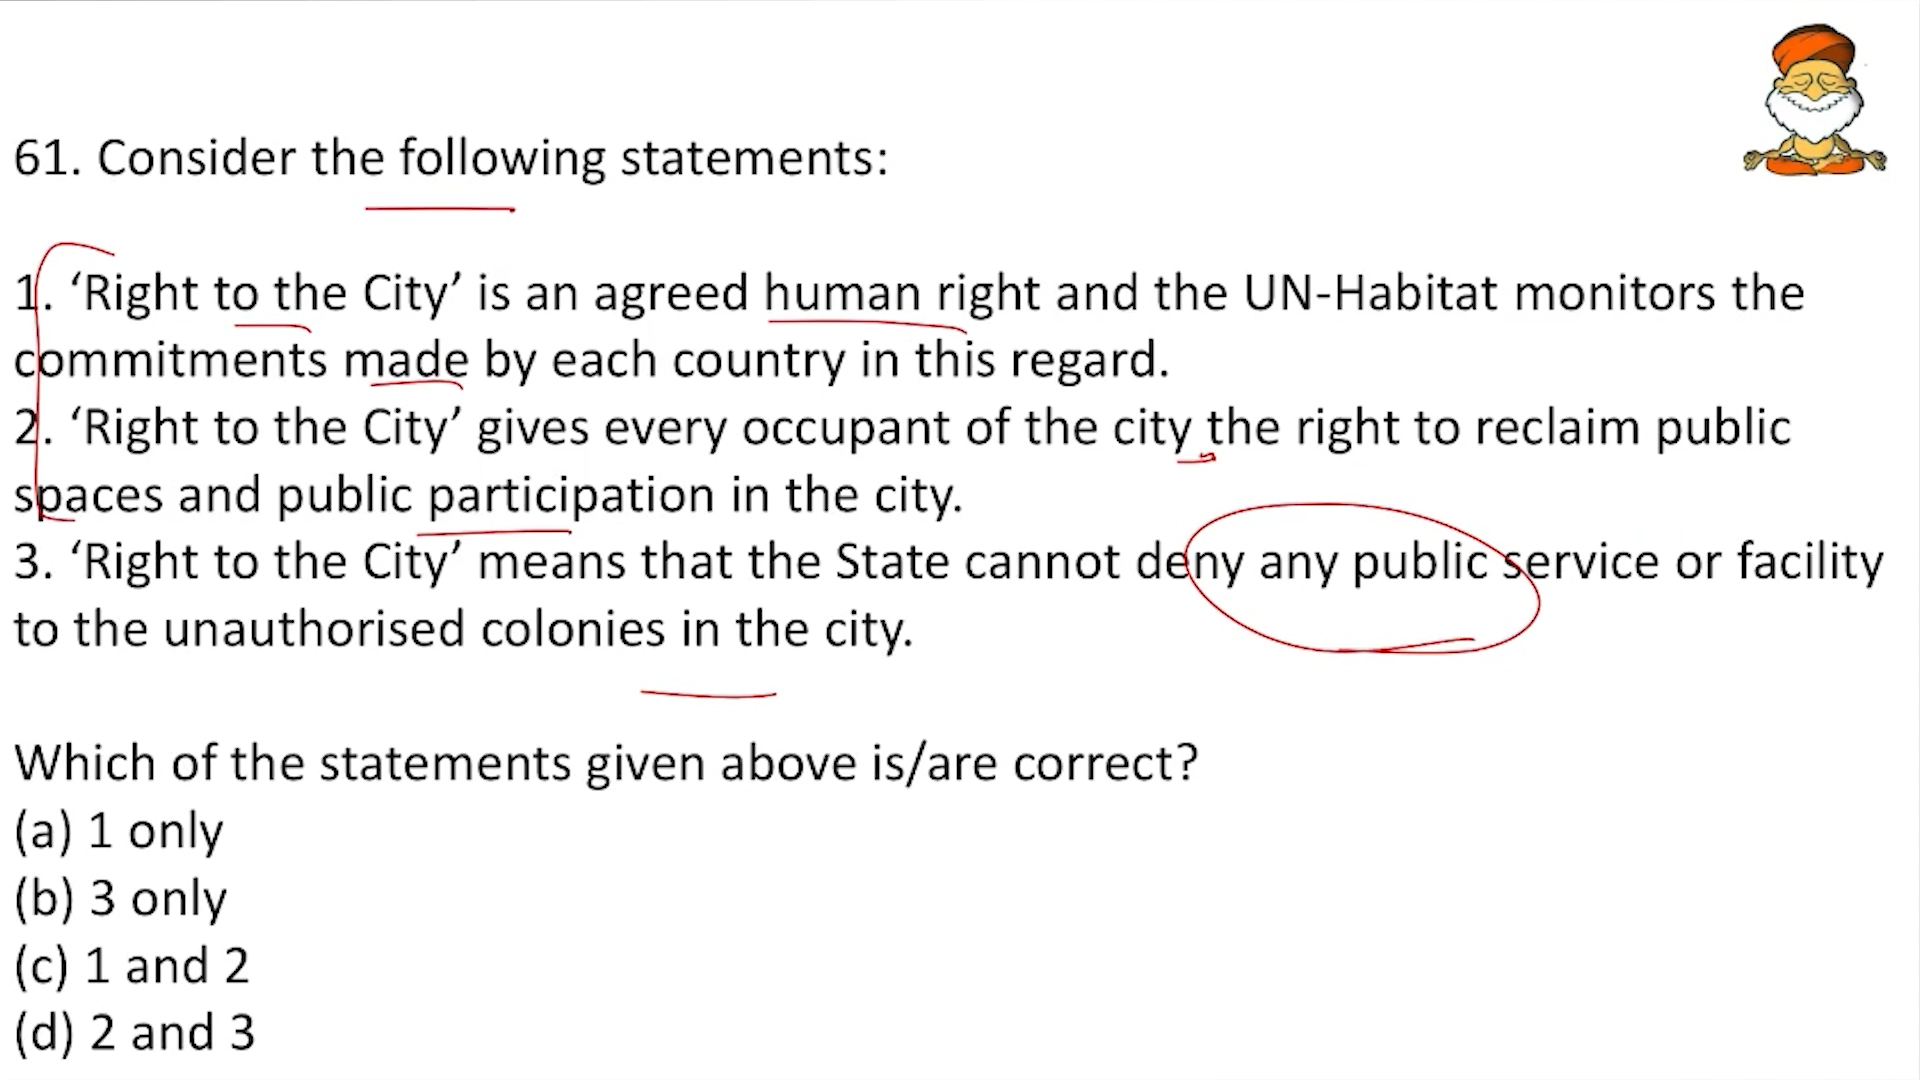 61. Consider the following statements:
1. ‘Right to the City’ is an agreed human right and the UN-Habitat monitors the
commitments made by each country in this regard.
2. ‘Right to the City’ gives every occupant of the city the right to reclaim public
spaces and public participation in the city.
3. ‘Right to the City’ means that the State cannot deny any public service or facility
to the unauthorised colonies in the city.
Which of the statements given above is/are correct?
(a) 1 only
(b) 3 only
(c) 1 and 2
(d) 2 and 3